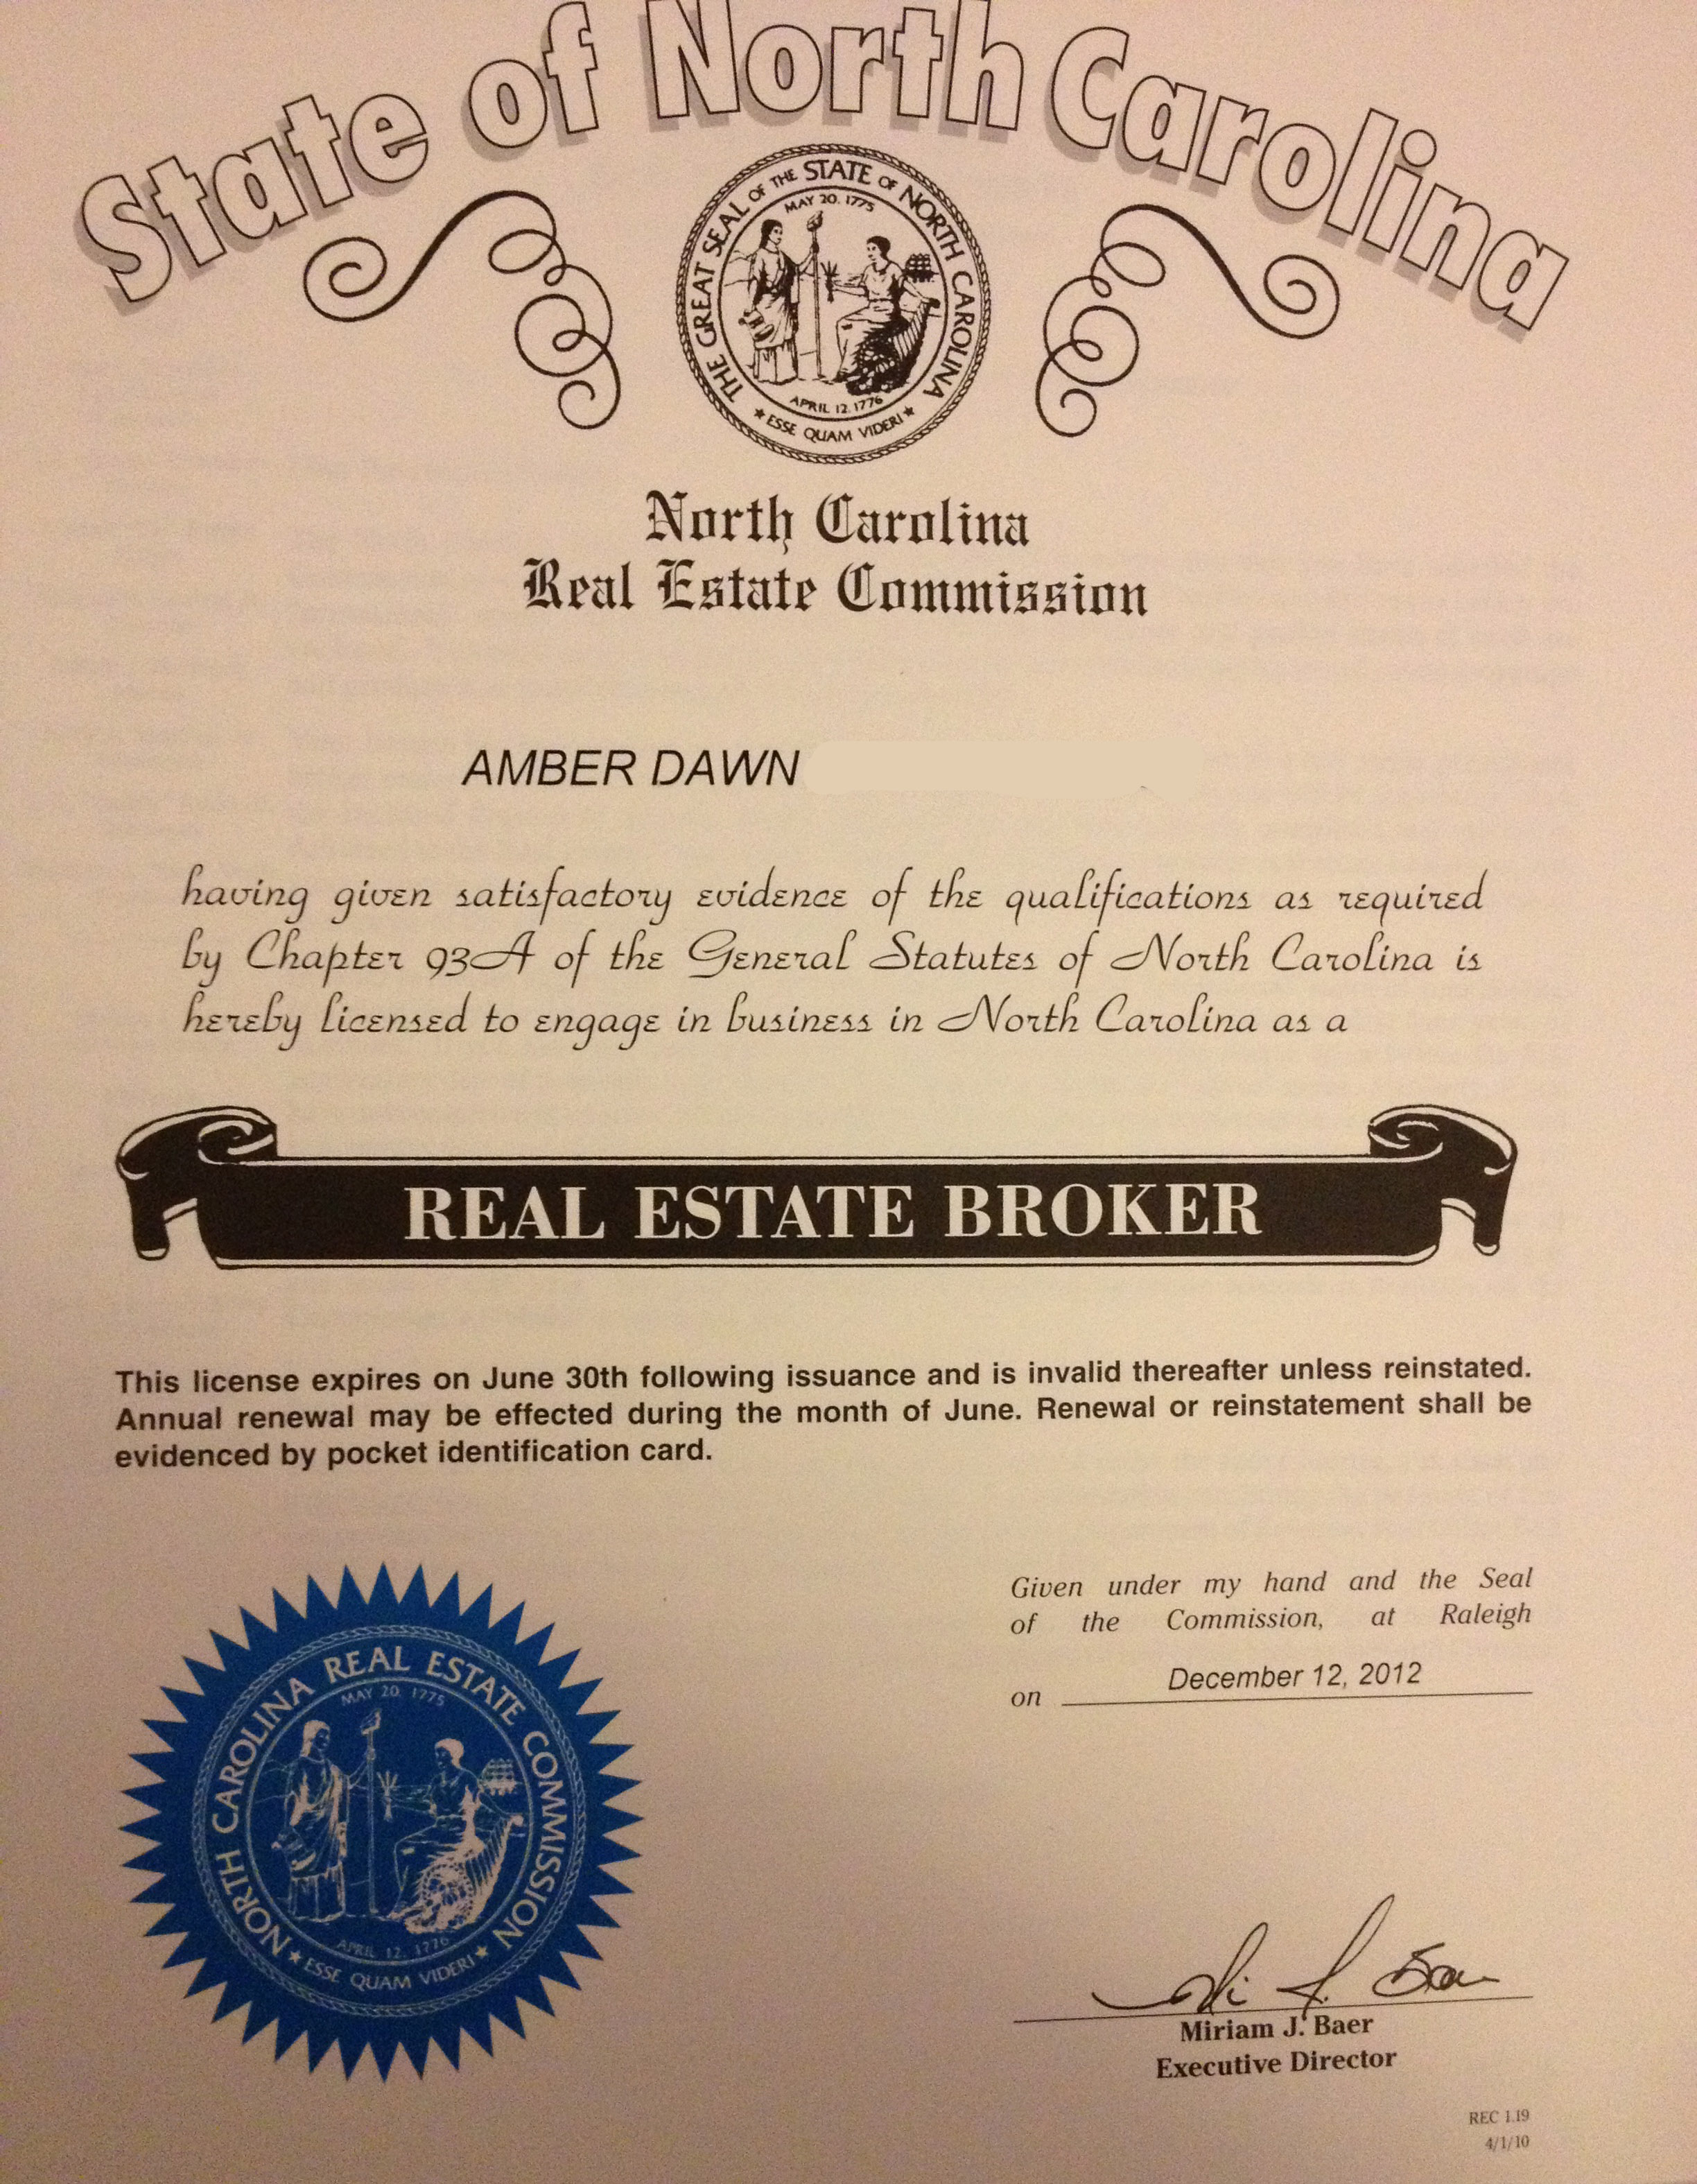 State of North Carolina
THE GREAT SEAL OF THE STATE OF NORTH CAROLINA
MAY 20, 1775
APRIL 12, 1776
★ ESSE QUAM VIDERI ★
North Carolina
Real Estate Commission
AMBER DAWN
having given satisfactory evidence of the qualifications as required
by Chapter 93A of the General Statutes of North Carolina is
hereby licensed to engage in business in North Carolina as a
REAL ESTATE BROKER
This license expires on June 30th following issuance and is invalid thereafter unless reinstated.
Annual renewal may be effected during the month of June. Renewal or reinstatement shall be
evidenced by pocket identification card.
Given under my hand and the Seal
of the Commission, at Raleigh
on December 12, 2012
NORTH CAROLINA REAL ESTATE COMMISSION
MAY 20, 1775
APRIL 12, 1776
★ ESSE QUAM VIDERI ★
Miriam J. Baer
Executive Director
REC 1.19
4/1/10